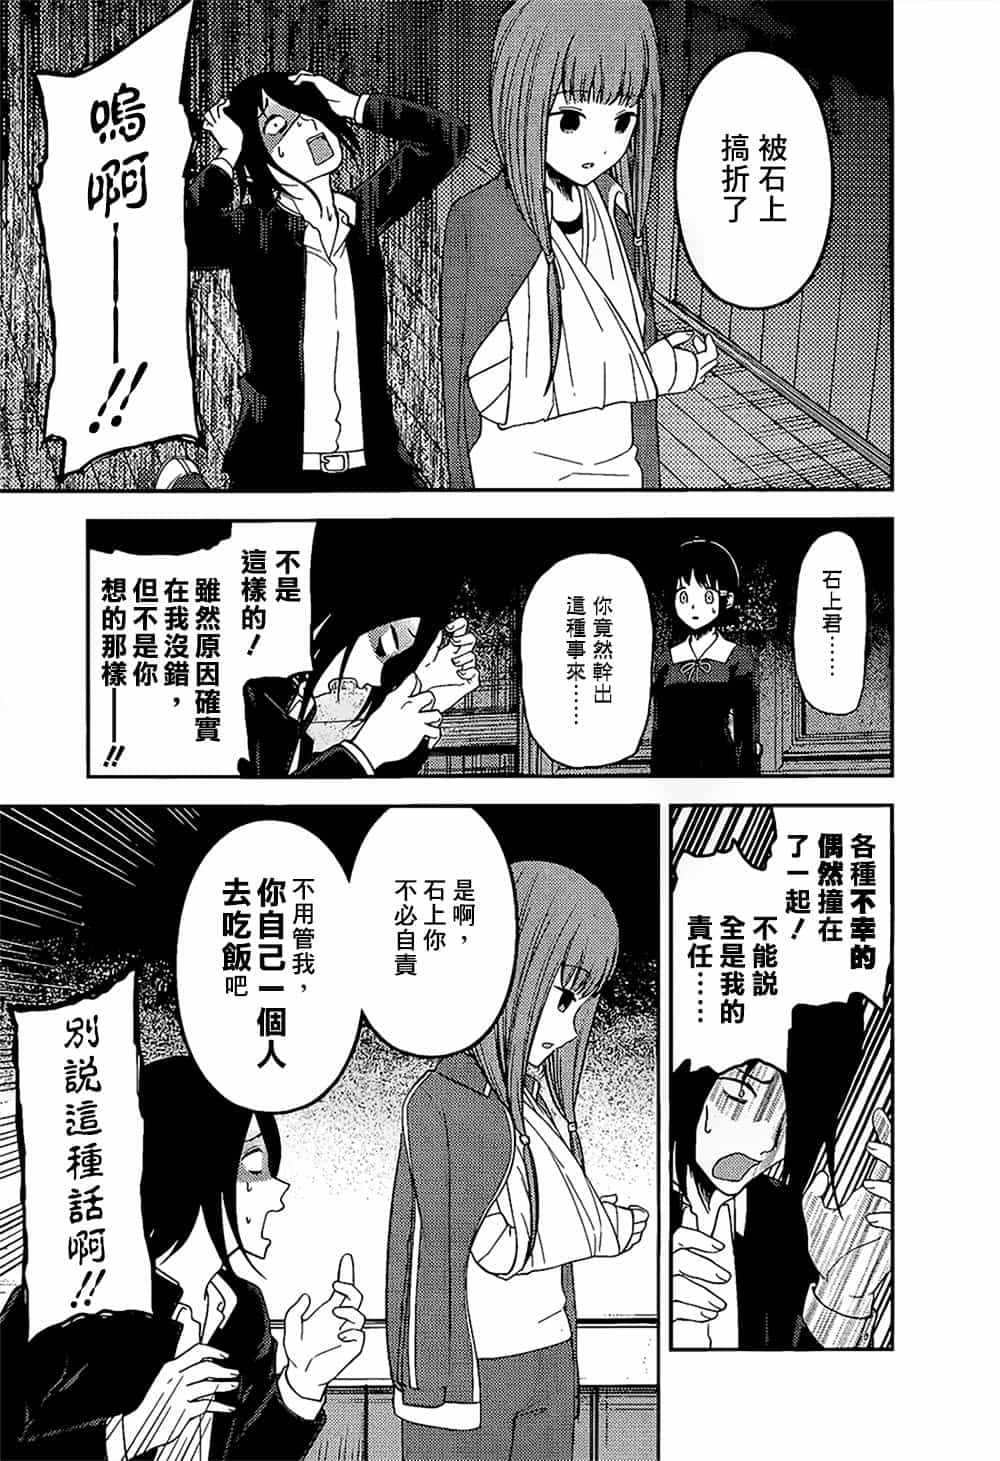 被石上
搞折了
嗚啊——!!
石上君……
你竟然幹出
這種事來……
不是
這樣的!
雖然原因確實
在我沒錯，
但不是你
想的那樣——!!
各種不幸的
偶然撞在
了一起!
不能說
全是我的
責任……
是啊，
石上你
不必自責
不用管我，
你自己一個人
去吃飯吧
別說這種話啊!!